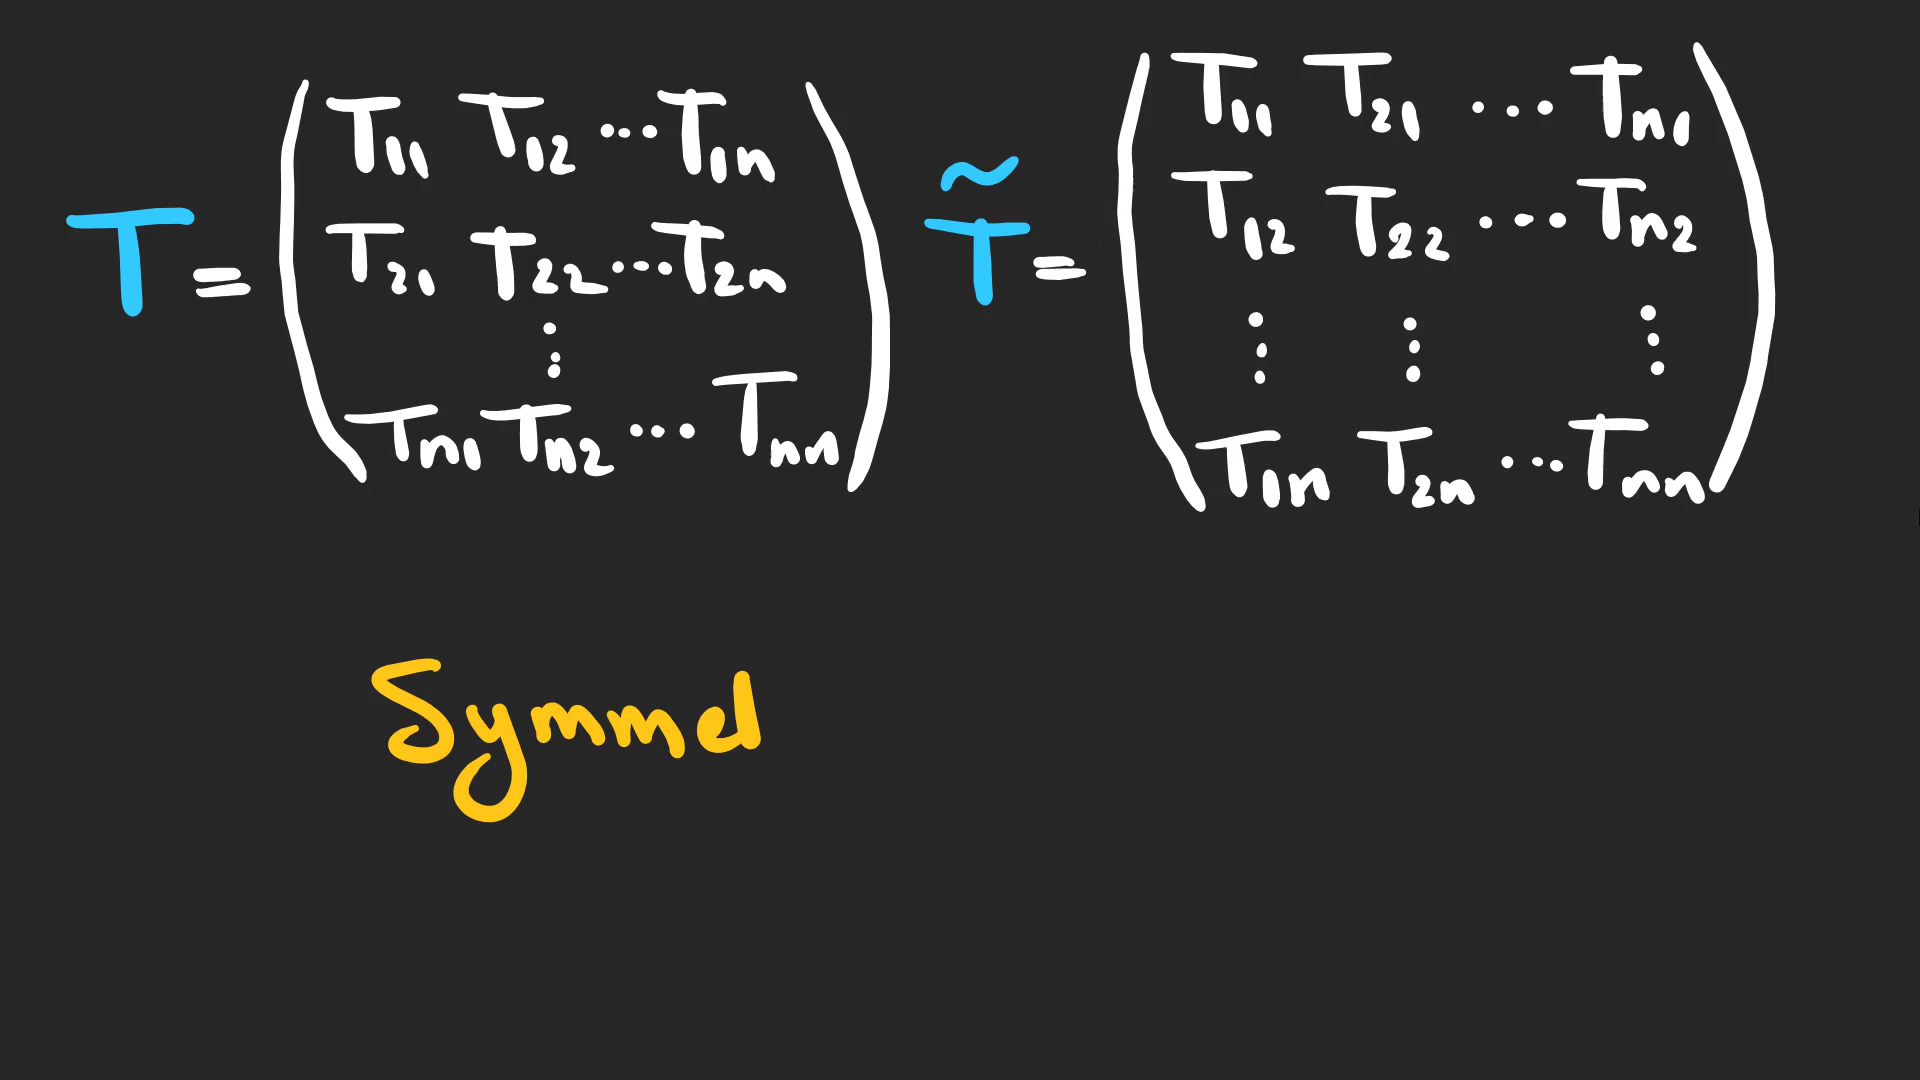 T = ( T₁₁ T₁₂ ... T₁ₙ
T₂₁ T₂₂ ... T₂ₙ
⋮
Tₙ₁ Tₙ₂ ... Tₙₙ )
T̃ = ( T₁₁ T₂₁ ... Tₙ₁
T₁₂ T₂₂ ... Tₙ₂
⋮ ⋮ ⋮
T₁ₙ T₂ₙ ... Tₙₙ )
Symmel